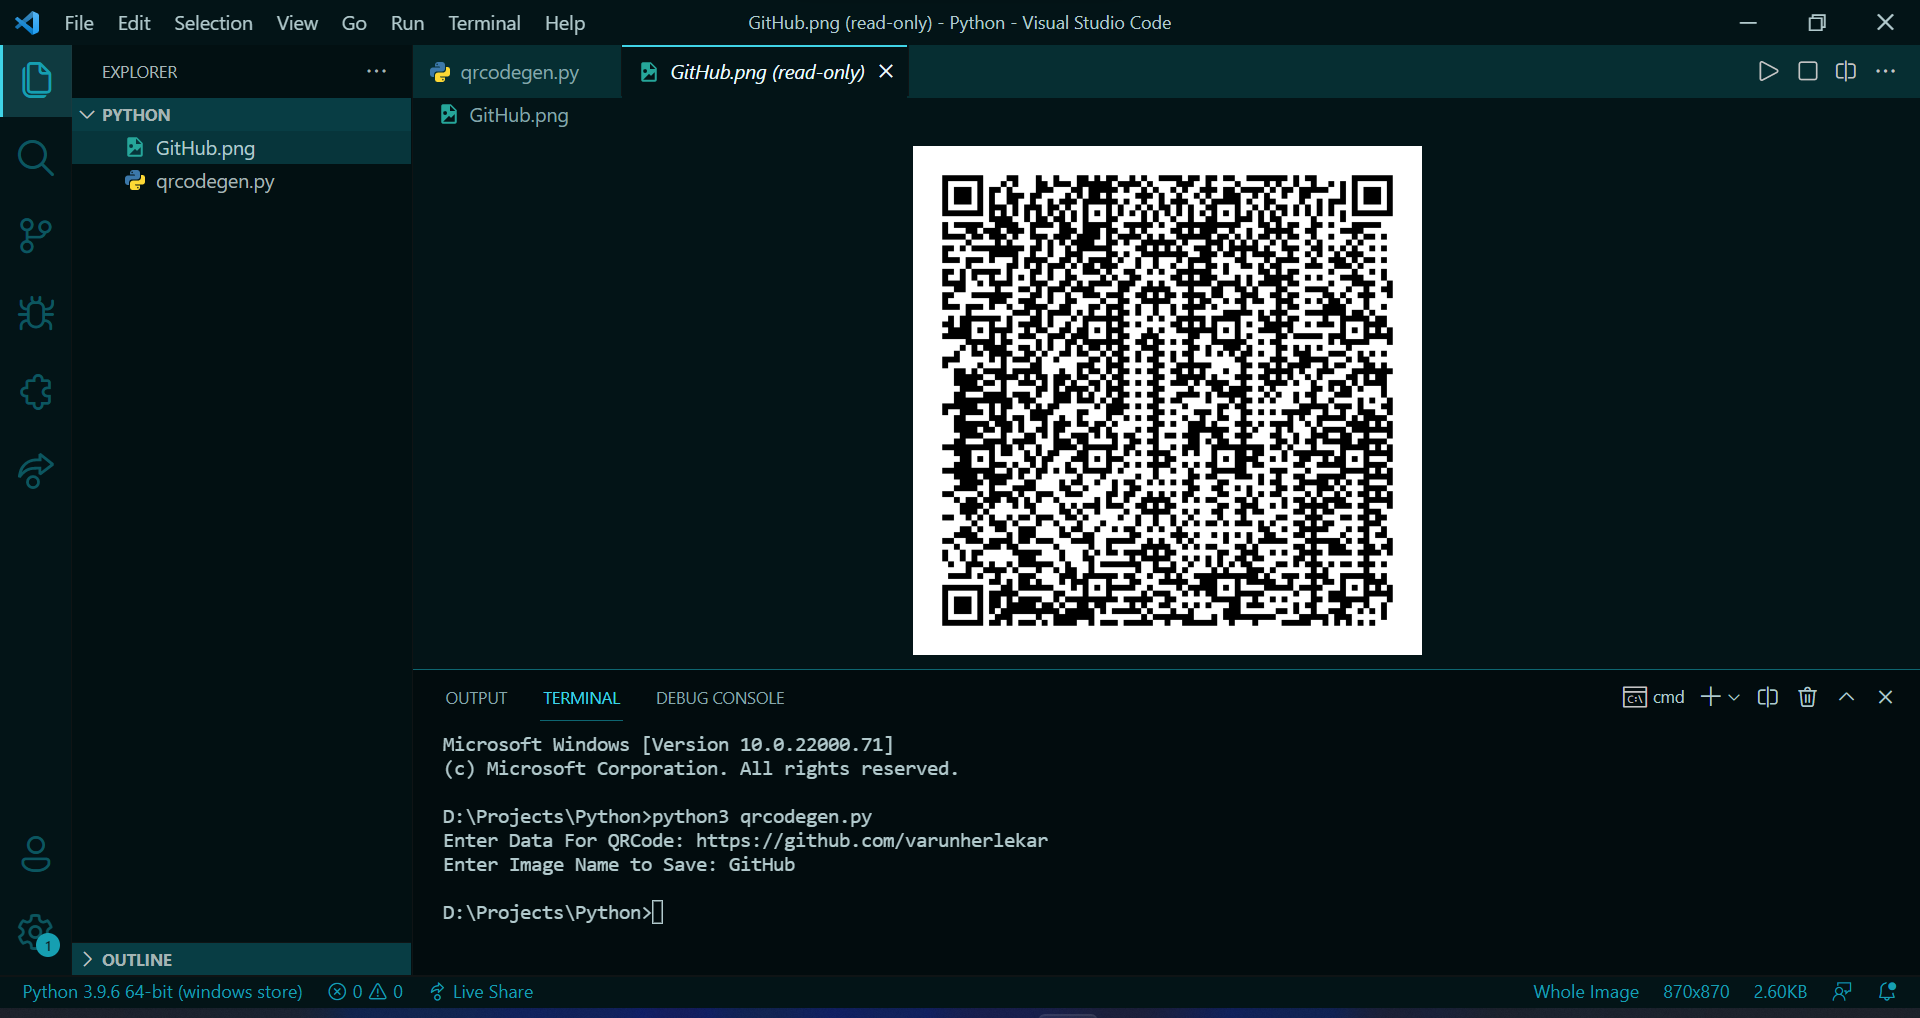 File Edit Selection View Go Run Terminal Help
GitHub.png (read-only) - Python - Visual Studio Code
EXPLORER
PYTHON
GitHub.png
qrcodegen.py
OUTLINE
qrcodegen.py
GitHub.png (read-only)
GitHub.png
OUTPUT TERMINAL DEBUG CONSOLE
cmd
Microsoft Windows [Version 10.0.22000.71]
(c) Microsoft Corporation. All rights reserved.
D:\Projects\Python>python3 qrcodegen.py
Enter Data For QRCode: https://github.com/varunherlekar
Enter Image Name to Save: GitHub
D:\Projects\Python>
1
Python 3.9.6 64-bit (windows store) 0 0 Live Share
Whole Image 870x870 2.60KB